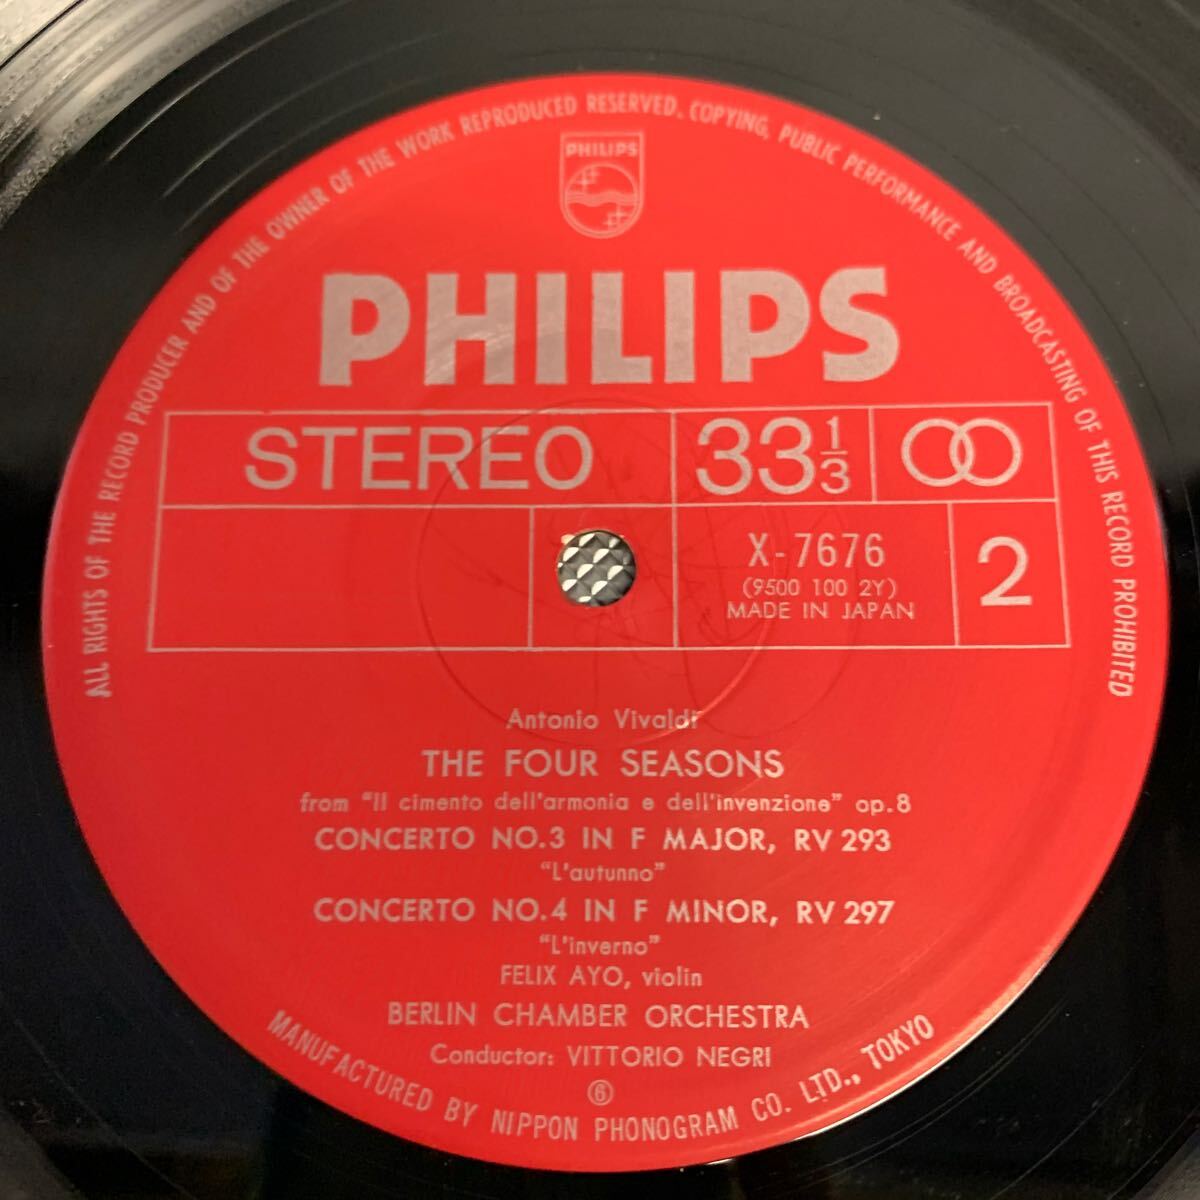 ALL RIGHTS OF THE RECORD PRODUCER AND OF THE OWNER OF THE WORK REPRODUCED RESERVED. COPYING, PUBLIC PERFORMANCE AND BROADCASTING OF THIS RECORD PROHIBITED
PHILIPS
PHILIPS
STEREO 33 1/3
X-7676
(9500 100 2Y)
MADE IN JAPAN
2
Antonio Vivaldi
THE FOUR SEASONS
from "Il cimento dell'armonia e dell'invenzione" op.8
CONCERTO NO.3 IN F MAJOR, RV 293
"L'autunno"
CONCERTO NO.4 IN F MINOR, RV 297
"L'inverno"
FELIX AYO, violin
BERLIN CHAMBER ORCHESTRA
Conductor: VITTORIO NEGRI
⑥
MANUFACTURED BY NIPPON PHONOGRAM CO. LTD., TOKYO